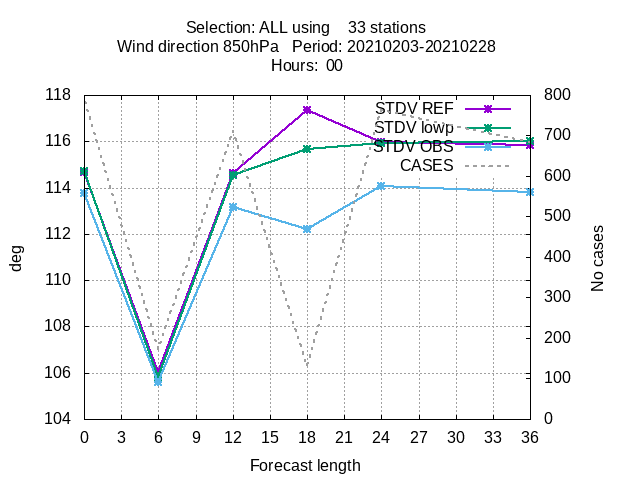 Selection: ALL using    33 stations
Wind direction 850hPa   Period: 20210203-20210228
Hours:  00
118
116
114
112
110
108
106
104
800
700
600
500
400
300
200
100
0
STDV REF
STDV lowp
STDV OBS
CASES
deg
No cases
0 3 6 9 12 15 18 21 24 27 30 33 36
Forecast length